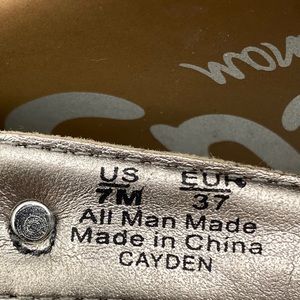 US EUR
7M 37
All Man Made
Made in China
CAYDEN